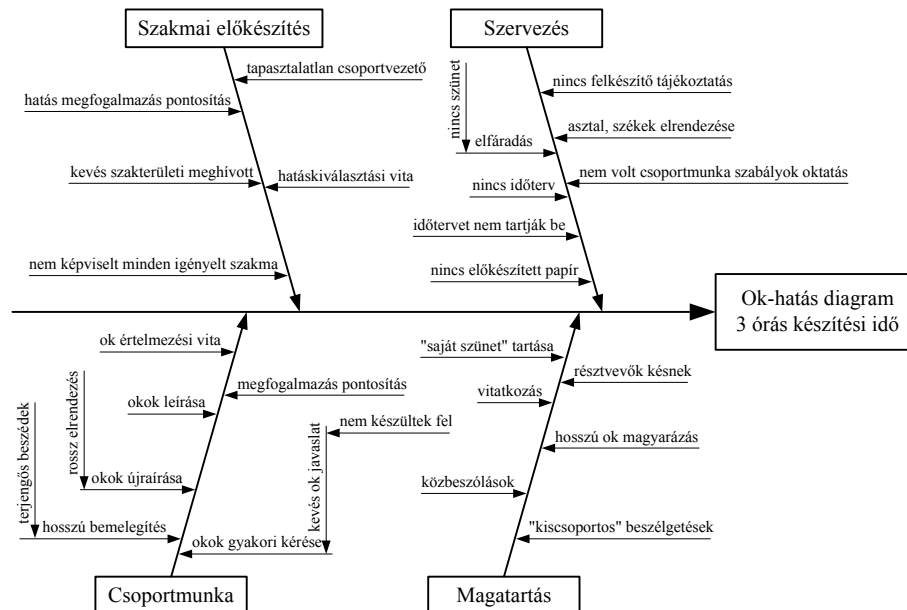 Szakmai előkészítés
Szervezés
tapasztalatlan csoportvezető
hatás megfogalmazás pontosítás
kevés szakterületi meghívott
hatáskiválasztási vita
nem képviselt minden igényelt szakma
nincs szünet
nincs felkészítő tájékoztatás
asztal, székek elrendezése
elfáradás
nem volt csoportmunka szabályok oktatás
nincs időterv
időtervet nem tartják be
nincs előkészített papír
Ok-hatás diagram
3 órás készítési idő
ok értelmezési vita
megfogalmazás pontosítás
okok leírása
rossz elrendezés
terjengős beszédek
okok újraírása
hosszú bemelegítés
nem készültek fel
kevés ok javaslat
okok gyakori kérése
"saját szünet" tartása
résztvevők késnek
vitatkozás
hosszú ok magyarázás
közbeszólások
"kiscsoportos" beszélgetések
Csoportmunka
Magatartás